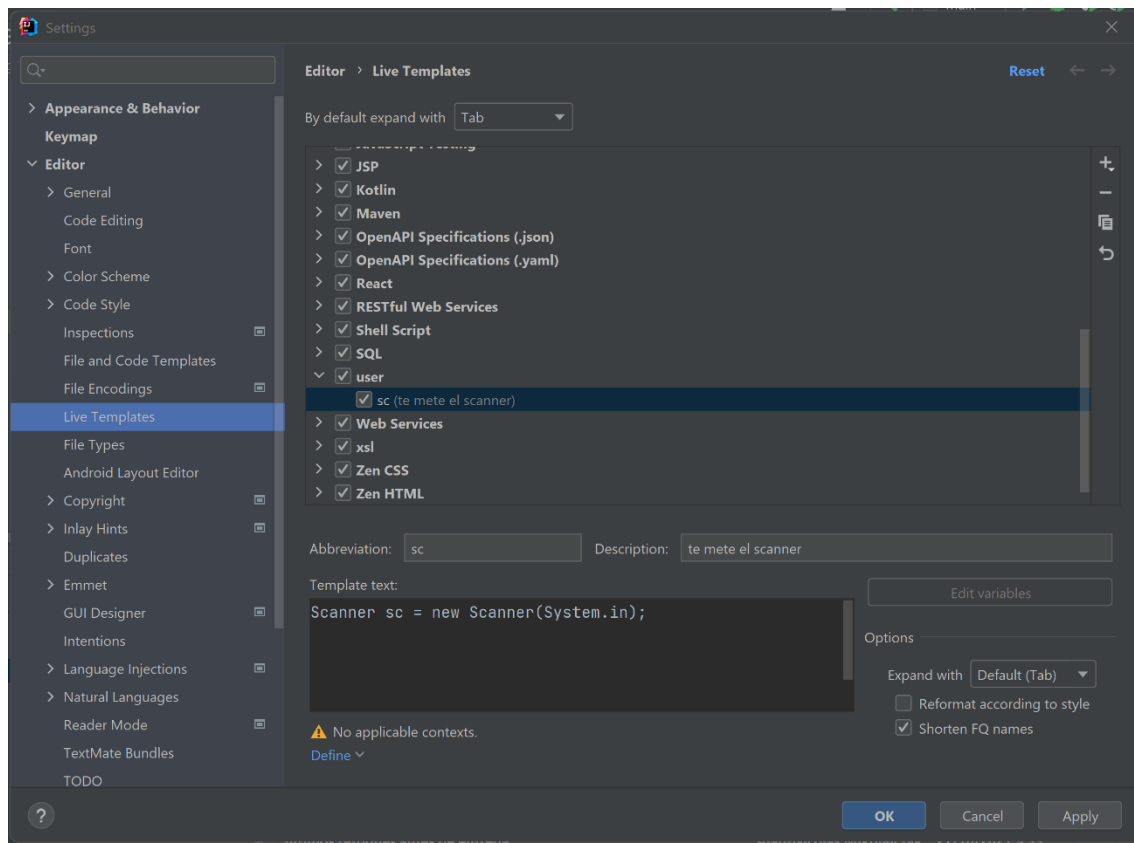 Settings
Editor › Live Templates
Reset
By default expand with Tab
Appearance & Behavior
Keymap
Editor
General
Code Editing
Font
Color Scheme
Code Style
Inspections
File and Code Templates
File Encodings
Live Templates
File Types
Android Layout Editor
Copyright
Inlay Hints
Duplicates
Emmet
GUI Designer
Intentions
Language Injections
Natural Languages
Reader Mode
TextMate Bundles
TODO
JavaScript Testing
JSP
Kotlin
Maven
OpenAPI Specifications (.json)
OpenAPI Specifications (.yaml)
React
RESTful Web Services
Shell Script
SQL
user
sc (te mete el scanner)
Web Services
xsl
Zen CSS
Zen HTML
Abbreviation: sc Description: te mete el scanner
Template text:
Scanner sc = new Scanner(System.in);
Edit variables
Options
Expand with Default (Tab)
Reformat according to style
Shorten FQ names
No applicable contexts.
Define
? OK Cancel Apply